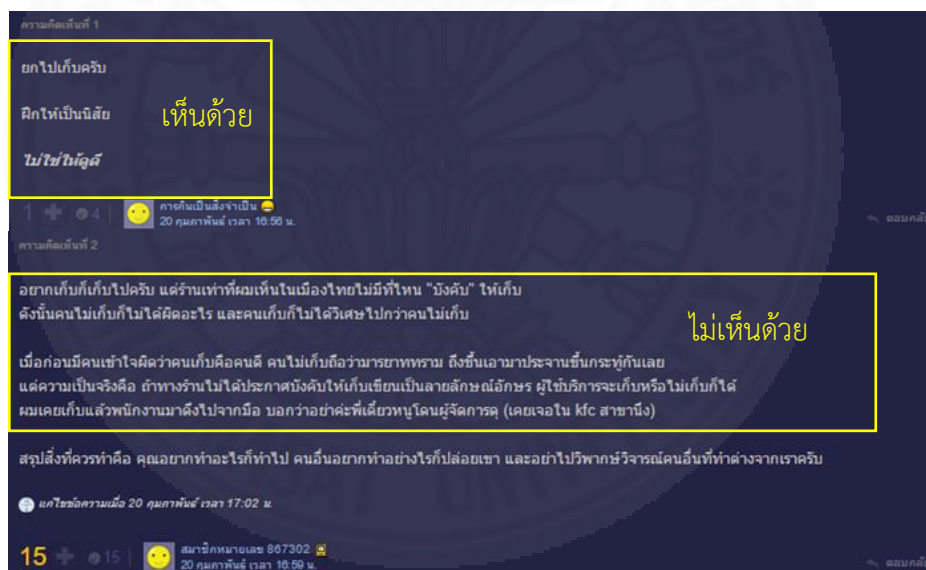 ความคิดเห็นที่ 1
ยกไปเก็บครับ
ฝึกให้เป็นนิสัย
เห็นด้วย
ไม่ใช่ให้ดูดี
1 4
การกินเป็นสิ่งจำเป็น
20 กุมภาพันธ์ เวลา 16:56 น.
ตอบกลับ
ความคิดเห็นที่ 2
อยากเก็บก็เก็บไปครับ แต่ร้านเท่าที่ผมเห็นในเมืองไทยไม่มีที่ไหน "บังคับ" ให้เก็บ
ดังนั้นคนไม่เก็บก็ไม่ได้ผิดอะไร และคนเก็บก็ไม่ได้วิเศษไปกว่าคนไม่เก็บ
ไม่เห็นด้วย
เมื่อก่อนมีคนเข้าใจผิดว่าคนเก็บคือคนดี คนไม่เก็บถือว่ามารยาททราม ถึงขึ้นเอามาประจานขึ้นกระทู้กันเลย
แต่ความเป็นจริงคือ ถ้าทางร้านไม่ได้ประกาศบังคับให้เก็บเขียนเป็นลายลักษณ์อักษร ผู้ใช้บริการจะเก็บหรือไม่เก็บก็ได้
ผมเคยเก็บแล้วพนักงานมาดึงไปจากมือ บอกว่าอย่าค่ะพี่เดี๋ยวหนูโดนผู้จัดการดุ (เคยเจอใน kfc สาขานึง)
สรุปสิ่งที่ควรทำคือ คุณอยากทำอะไรก็ทำไป คนอื่นอยากทำอย่างไรก็ปล่อยเขา และอย่าไปวิพากษ์วิจารณ์คนอื่นที่ทำต่างจากเราครับ
แก้ไขข้อความเมื่อ 20 กุมภาพันธ์ เวลา 17:02 น.
15 15
สมาชิกหมายเลข 867302
20 กุมภาพันธ์ เวลา 16:59 น.
ตอบกลับ